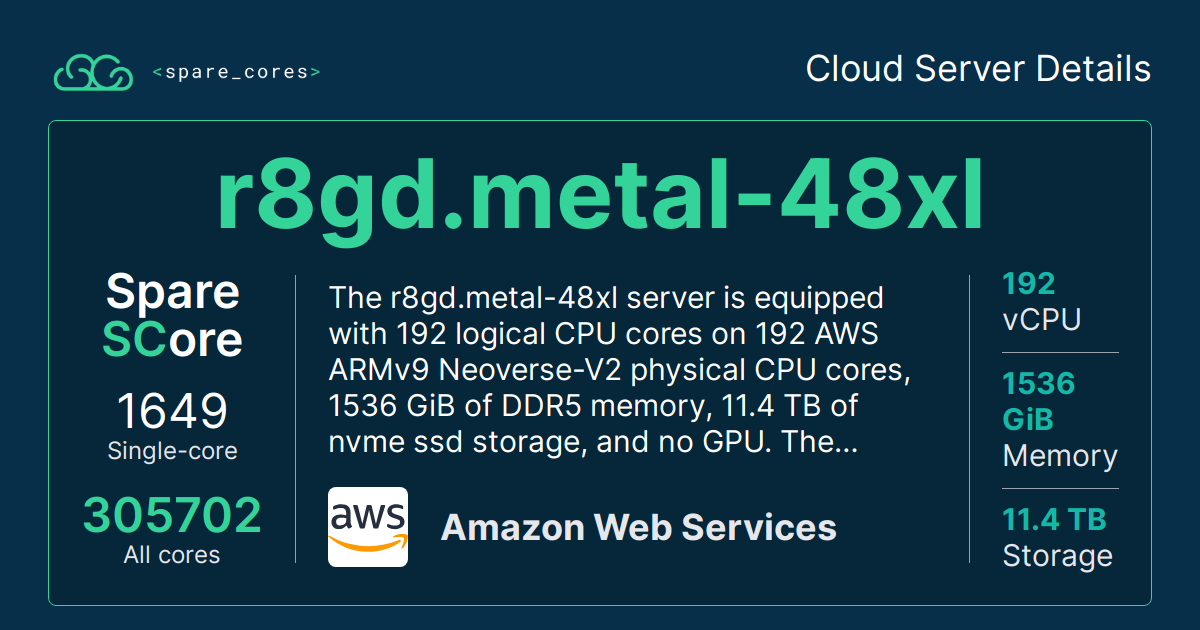 <spare_cores>
Cloud Server Details
r8gd.metal-48xl
Spare
SCore
1649
Single-core
305702
All cores
The r8gd.metal-48xl server is equipped
with 192 logical CPU cores on 192 AWS
ARMv9 Neoverse-V2 physical CPU cores,
1536 GiB of DDR5 memory, 11.4 TB of
nvme ssd storage, and no GPU. The...
aws
Amazon Web Services
192
vCPU
1536
GiB
Memory
11.4 TB
Storage